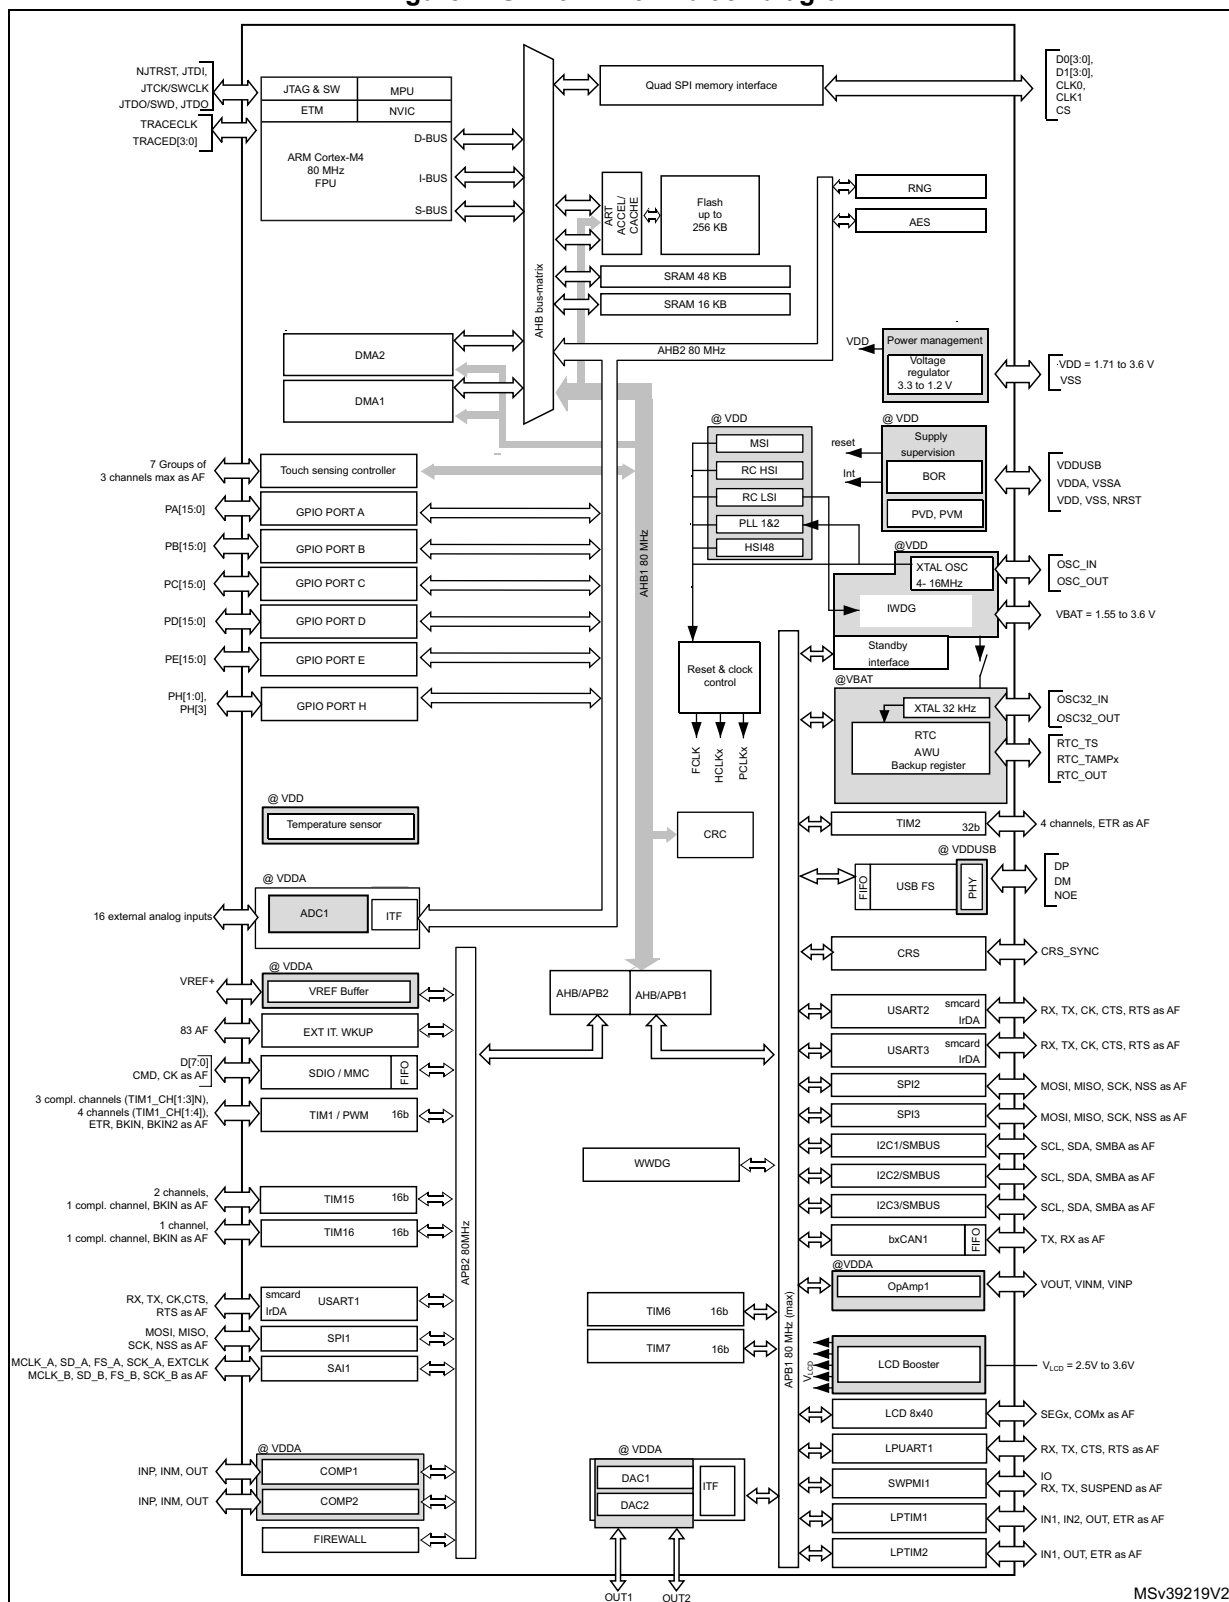 NJTRST, JTDI,
JTCK/SWCLK
JTDO/SWD, JTDO
TRACECLK
TRACED[3:0]
JTAG & SW
MPU
ETM
NVIC
ARM Cortex-M4
80 MHz
FPU
D-BUS
I-BUS
S-BUS
AHB bus-matrix
Quad SPI memory interface
D0[3:0],
D1[3:0],
CLK0,
CLK1
CS
ART
ACCEL/
CACHE
Flash
up to
256 KB
SRAM 48 KB
SRAM 16 KB
RNG
AES
AHB2 80 MHz
DMA2
DMA1
VDD
Power management
Voltage
regulator
3.3 to 1.2 V
VDD = 1.71 to 3.6 V
VSS
@ VDD
MSI
RC HSI
RC LSI
PLL 1&2
HSI48
@ VDD
reset
Int
Supply
supervision
BOR
PVD, PVM
VDDUSB
VDDA, VSSA
VDD, VSS, NRST
7 Groups of
3 channels max as AF
Touch sensing controller
PA[15:0]
GPIO PORT A
PB[15:0]
GPIO PORT B
PC[15:0]
GPIO PORT C
PD[15:0]
GPIO PORT D
PE[15:0]
GPIO PORT E
PH[1:0],
PH[3]
GPIO PORT H
AHB1 80 MHz
@VDD
XTAL OSC
4- 16MHz
IWDG
OSC_IN
OSC_OUT
VBAT = 1.55 to 3.6 V
Standby
interface
Reset & clock
control
FCLK
HCLKx
PCLKx
@VBAT
XTAL 32 kHz
RTC
AWU
Backup register
OSC32_IN
OSC32_OUT
RTC_TS
RTC_TAMPx
RTC_OUT
@ VDD
Temperature sensor
CRC
TIM2
32b
4 channels, ETR as AF
@ VDDUSB
FIFO
USB FS
PHY
DP
DM
NOE
@ VDDA
16 external analog inputs
ADC1
ITF
CRS
CRS_SYNC
@ VDDA
VREF+
VREF Buffer
AHB/APB2
AHB/APB1
83 AF
EXT IT. WKUP
D[7:0]
CMD, CK as AF
SDIO / MMC
FIFO
3 compl. channels (TIM1_CH[1:3]N),
4 channels (TIM1_CH[1:4]),
ETR, BKIN, BKIN2 as AF
TIM1 / PWM
16b
2 channels,
1 compl. channel, BKIN as AF
TIM15
16b
1 channel,
1 compl. channel, BKIN as AF
TIM16
16b
APB2 80MHz
RX, TX, CK,CTS,
RTS as AF
smcard
IrDA
USART1
MOSI, MISO,
SCK, NSS as AF
SPI1
MCLK_A, SD_A, FS_A, SCK_A, EXTCLK
MCLK_B, SD_B, FS_B, SCK_B as AF
SAI1
@ VDDA
INP, INM, OUT
COMP1
INP, INM, OUT
COMP2
FIREWALL
WWDG
TIM6
16b
TIM7
16b
APB1 80 MHz (max)
@ VDDA
DAC1
DAC2
ITF
OUT1
OUT2
USART2
smcard
IrDA
RX, TX, CK, CTS, RTS as AF
USART3
smcard
IrDA
RX, TX, CK, CTS, RTS as AF
SPI2
MOSI, MISO, SCK, NSS as AF
SPI3
MOSI, MISO, SCK, NSS as AF
I2C1/SMBUS
SCL, SDA, SMBA as AF
I2C2/SMBUS
SCL, SDA, SMBA as AF
I2C3/SMBUS
SCL, SDA, SMBA as AF
bxCAN1
FIFO
TX, RX as AF
@VDDA
OpAmp1
VOUT, VINM, VINP
VLCD
LCD Booster
VLCD = 2.5V to 3.6V
LCD 8x40
SEGx, COMx as AF
LPUART1
RX, TX, CTS, RTS as AF
SWPMI1
IO
RX, TX, SUSPEND as AF
LPTIM1
IN1, IN2, OUT, ETR as AF
LPTIM2
IN1, OUT, ETR as AF
MSv39219V2